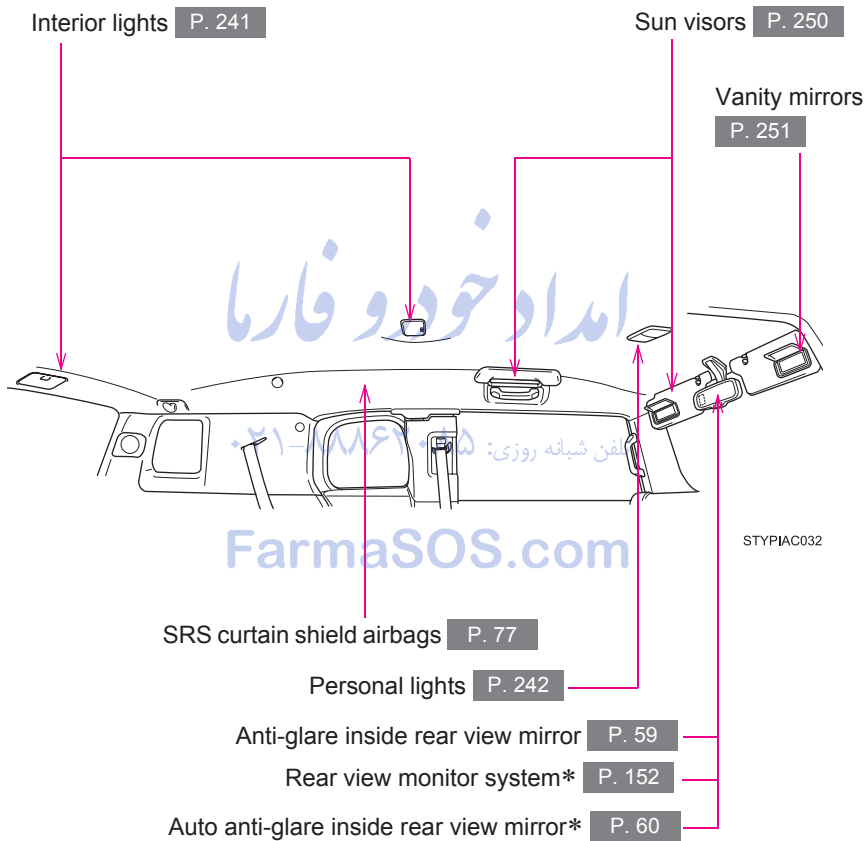 Interior lights P. 241
Sun visors P. 250
Vanity mirrors
P. 251
امداد خودرو فارما
تلفن شبانه روزی:
FarmaSOS.com
STYPIAC032
SRS curtain shield airbags P. 77
Personal lights P. 242
Anti-glare inside rear view mirror P. 59
Rear view monitor system* P. 152
Auto anti-glare inside rear view mirror* P. 60